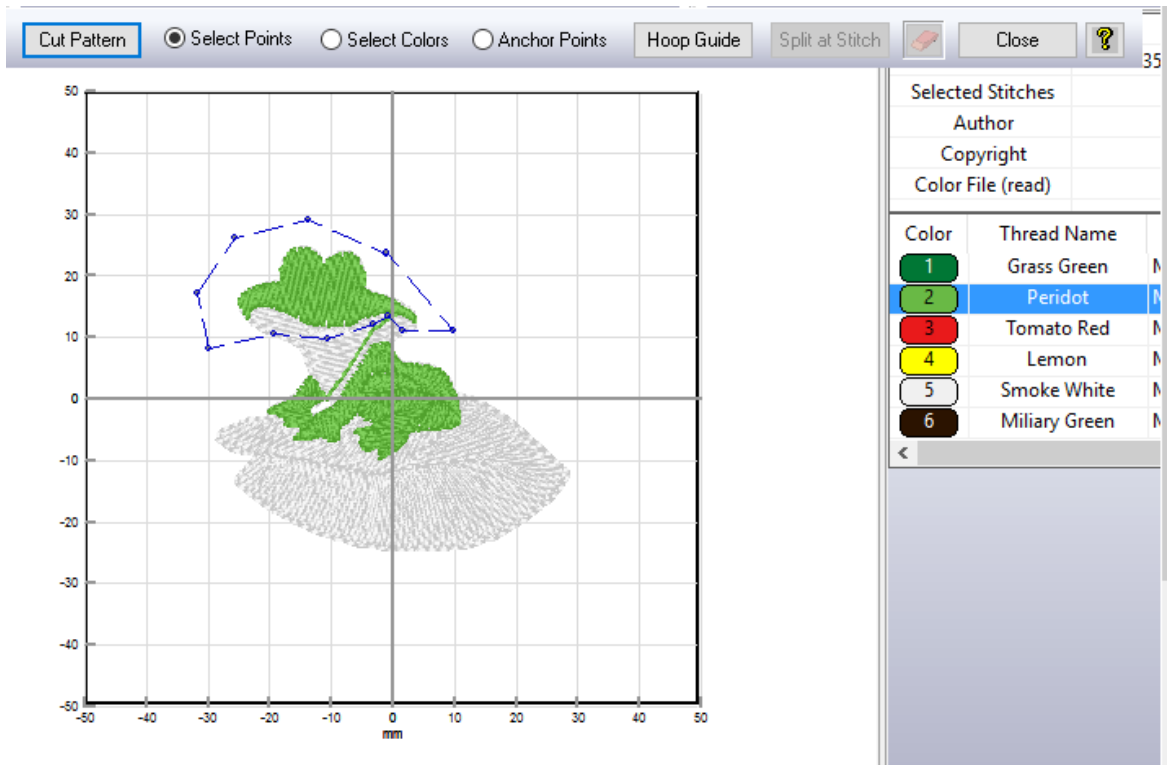 Cut Pattern Select Points Select Colors Anchor Points Hoop Guide Split at Stitch Close ?
35
Selected Stitches
Author
Copyright
Color File (read)
Color Thread Name
1 Grass Green
2 Peridot
3 Tomato Red
4 Lemon
5 Smoke White
6 Miliary Green
50
40
30
20
10
0
-10
-20
-30
-40
-50
-50 -40 -30 -20 -10 0 10 20 30 40 50
mm